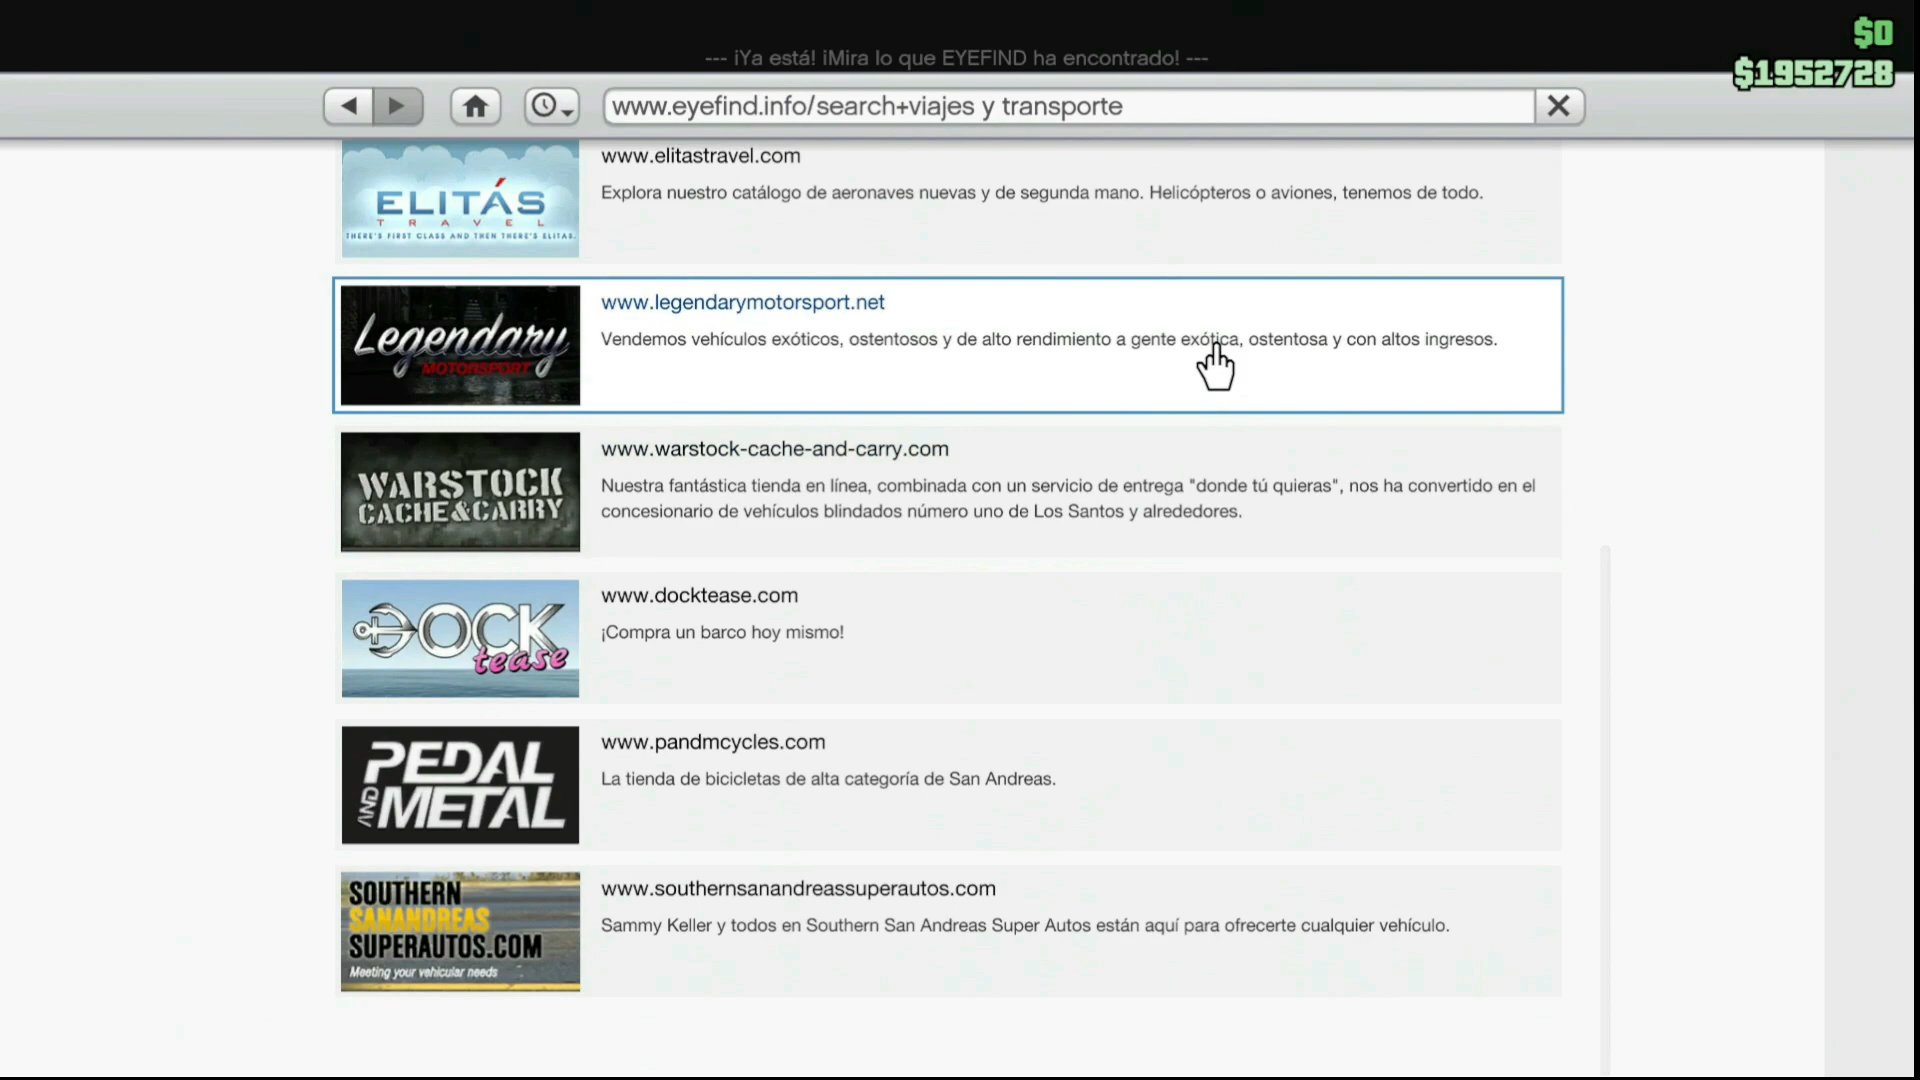 $0
--- ¡Ya está! ¡Mira lo que EYEFIND ha encontrado! ---
$1952728
www.eyefind.info/search+viajes y transporte
www.elitastravel.com
Explora nuestro catálogo de aeronaves nuevas y de segunda mano. Helicópteros o aviones, tenemos de todo.
ELITÁS
TRAVEL
THERE'S FIRST CLASS AND THEN THERE'S ELITAS.
www.legendarymotorsport.net
Vendemos vehículos exóticos, ostentosos y de alto rendimiento a gente exótica, ostentosa y con altos ingresos.
Legendary
MOTORSPORT
www.warstock-cache-and-carry.com
Nuestra fantástica tienda en línea, combinada con un servicio de entrega "donde tú quieras", nos ha convertido en el
concesionario de vehículos blindados número uno de Los Santos y alrededores.
WARSTOCK
CACHE&CARRY
www.docktease.com
¡Compra un barco hoy mismo!
DOCK
tease
www.pandmcycles.com
La tienda de bicicletas de alta categoría de San Andreas.
PEDAL
AND METAL
www.southernsanandreassuperautos.com
Sammy Keller y todos en Southern San Andreas Super Autos están aquí para ofrecerte cualquier vehículo.
SOUTHERN
SANANDREAS
SUPERAUTOS.COM
Meeting your vehicular needs